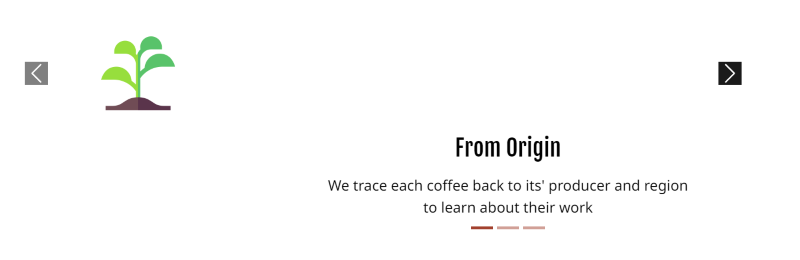 From Origin
We trace each coffee back to its' producer and region
to learn about their work